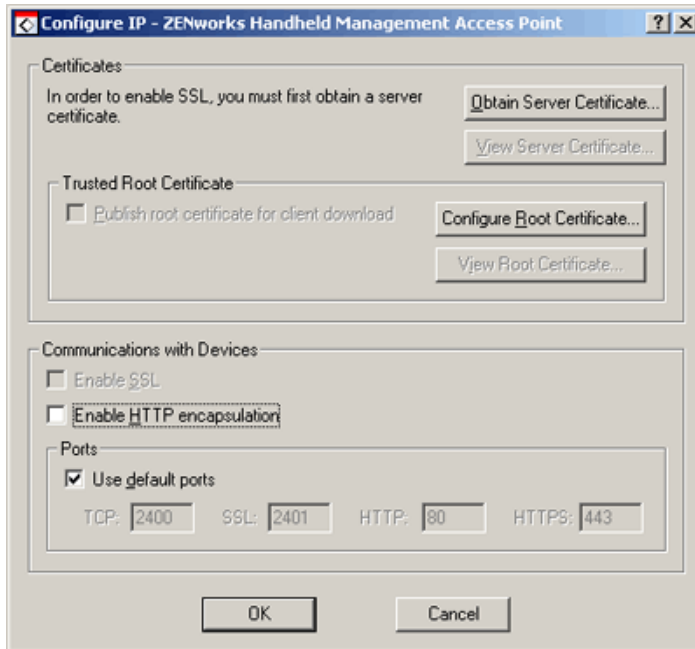 Configure IP - ZENworks Handheld Management Access Point
Certificates
In order to enable SSL, you must first obtain a server
certificate.
Obtain Server Certificate...
View Server Certificate...
Trusted Root Certificate
Publish root certificate for client download
Configure Root Certificate...
View Root Certificate...
Communications with Devices
Enable SSL
Enable HTTP encapsulation
Ports
Use default ports
TCP: 2400 SSL: 2401 HTTP: 80 HTTPS: 443
OK Cancel